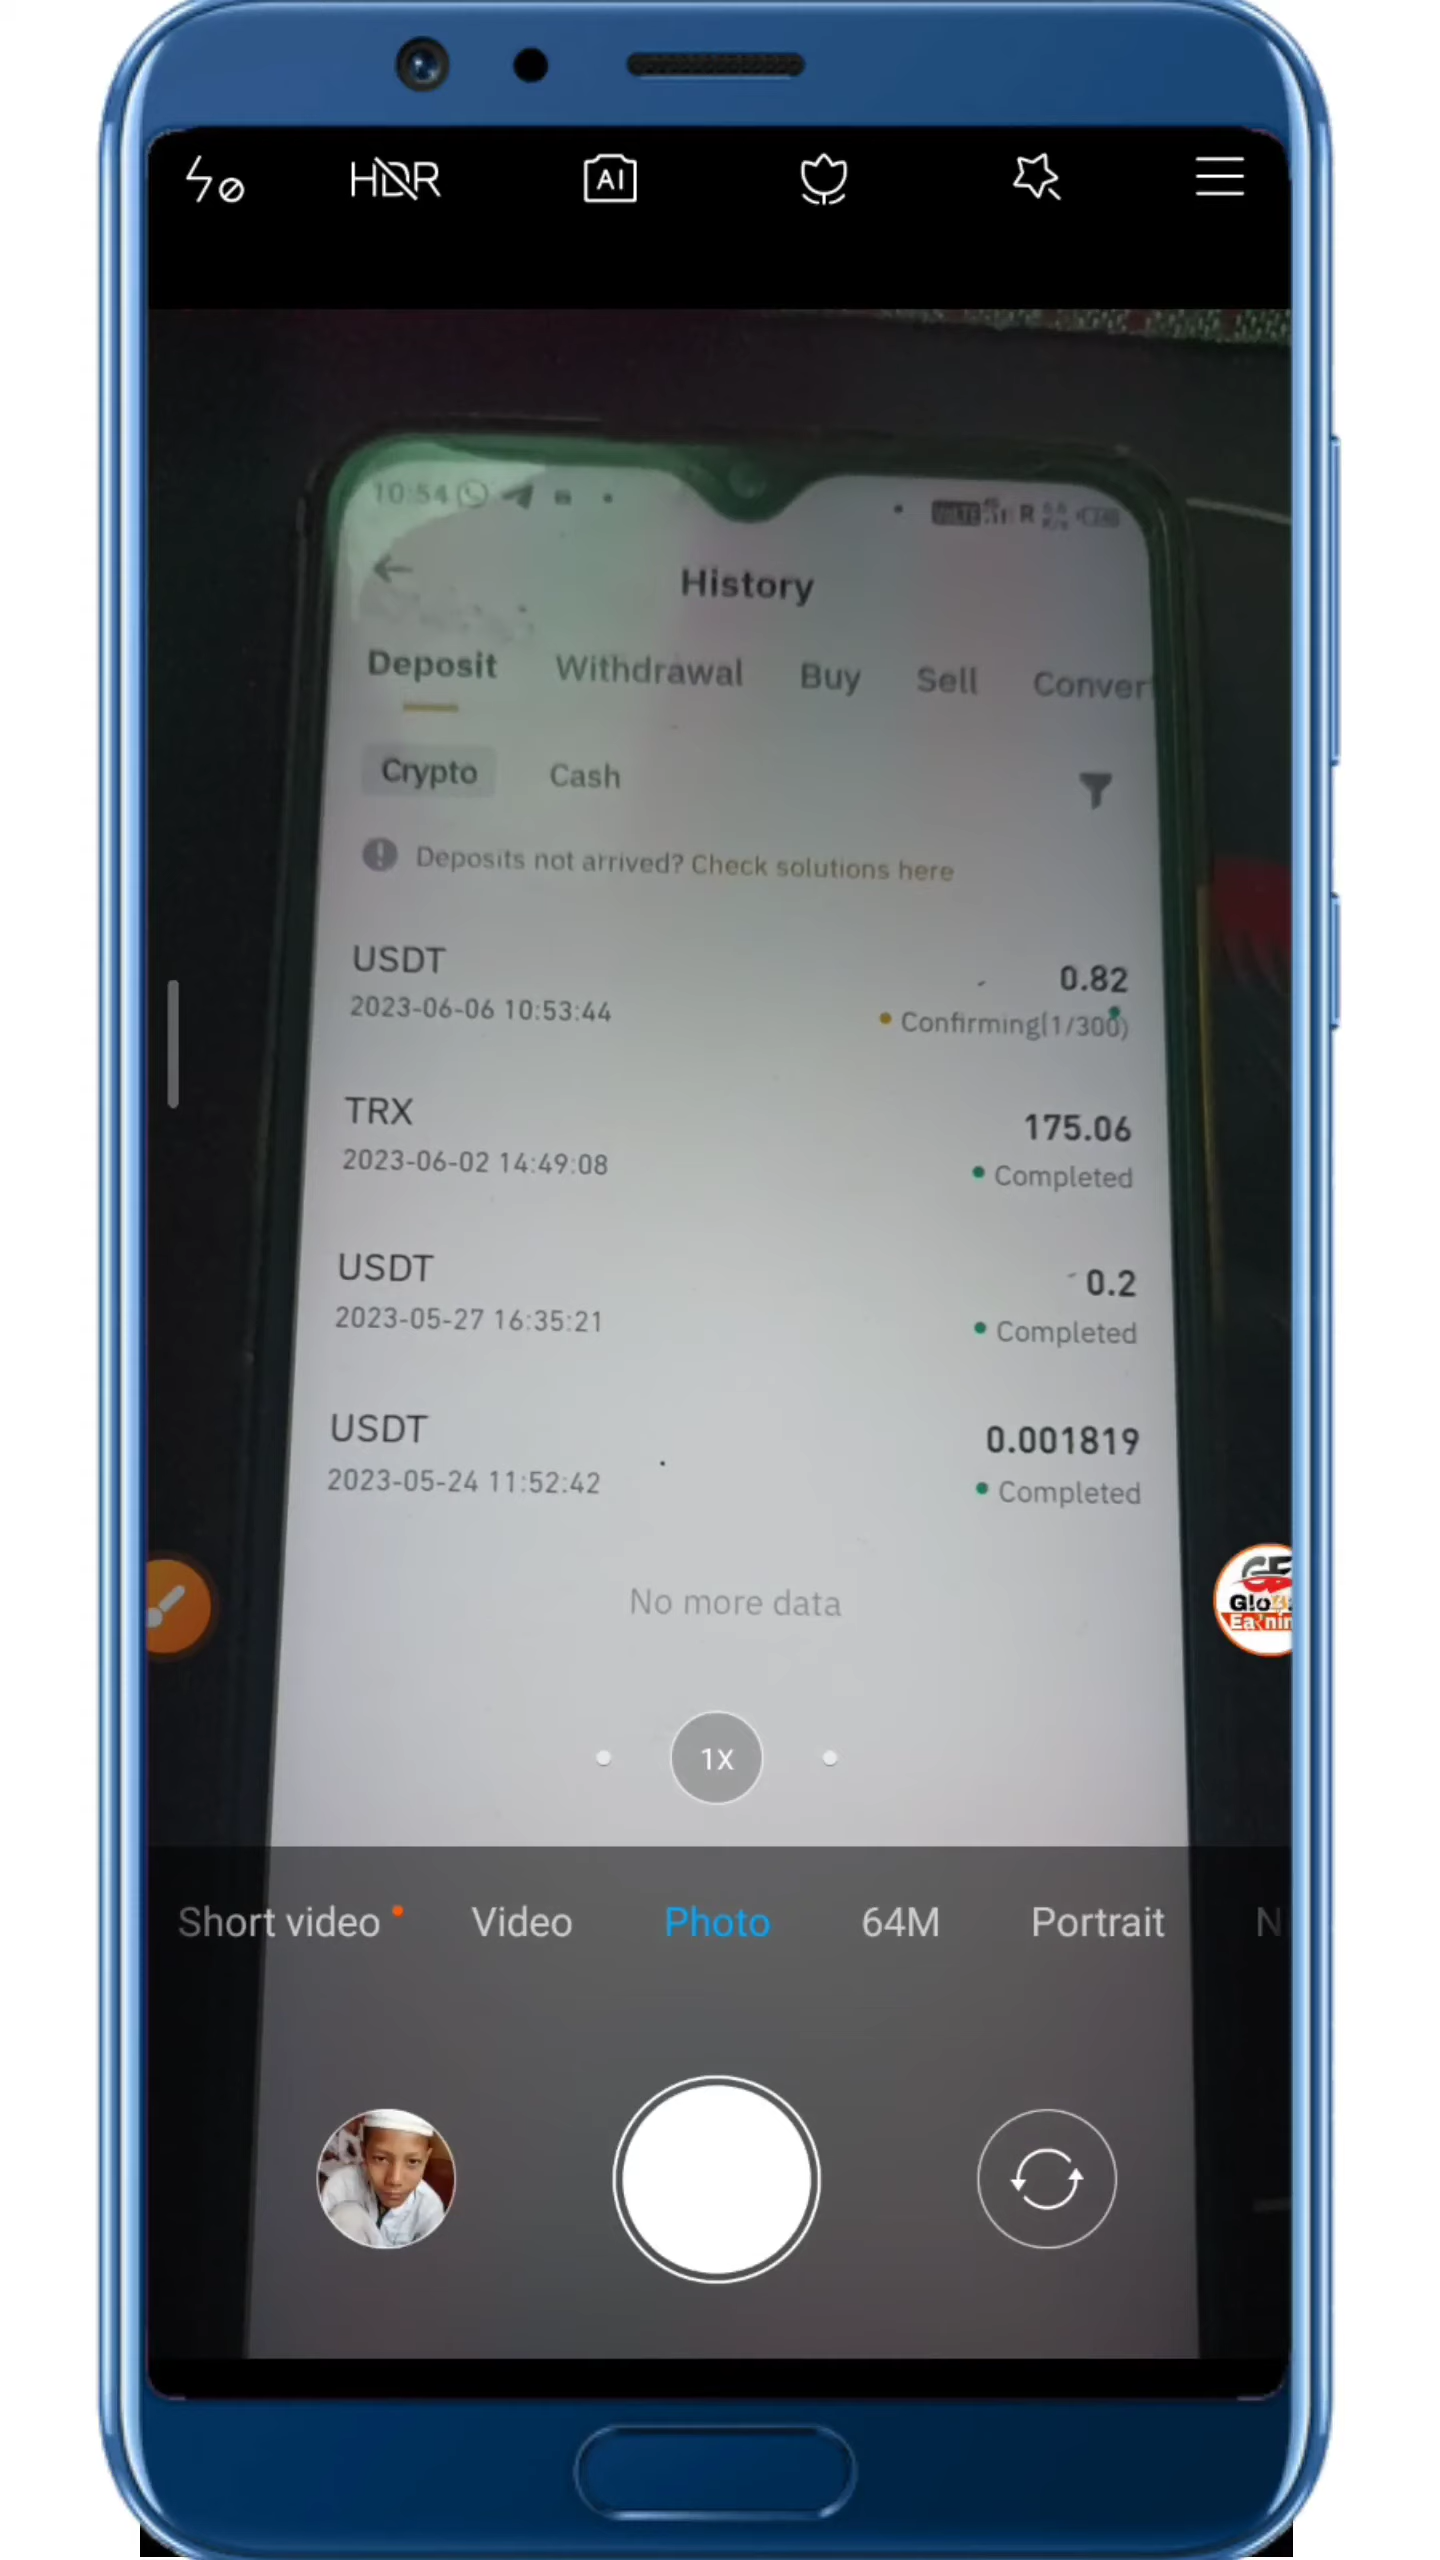 HDR
AI
10:54
History
Deposit Withdrawal Buy Sell Conver
Crypto Cash
Deposits not arrived? Check solutions here
USDT 0.82
2023-06-06 10:53:44 Confirming(1/300)
TRX 175.06
2023-06-02 14:49:08 Completed
USDT 0.2
2023-05-27 16:35:21 Completed
USDT 0.001819
2023-05-24 11:52:42 Completed
No more data
1X
Short video Video Photo 64M Portrait N